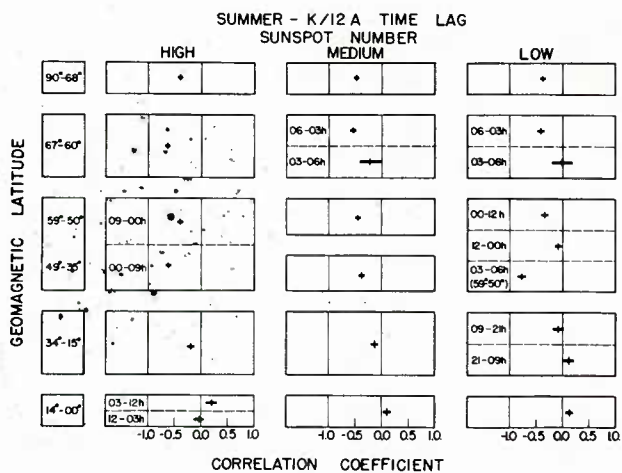 SUMMER - K/12 A TIME LAG
SUNSPOT NUMBER
HIGH MEDIUM LOW
GEOMAGNETIC LATITUDE
90°-68°
67°-60°
06-03h 06-03h
03-06h 03-06h
59°-50°
09-00h 00-12h
12-00h
49°-35°
00-09h 03-06h
(59°-50°)
34°-15°
09-21h
21-09h
14°-00°
03-12h
12-03h
-1.0 -0.5 0.0 0.5 1.0 -1.0 -0.5 0.0 0.5 1.0 -1.0 -0.5 0.0 0.5 1.0
CORRELATION COEFFICIENT